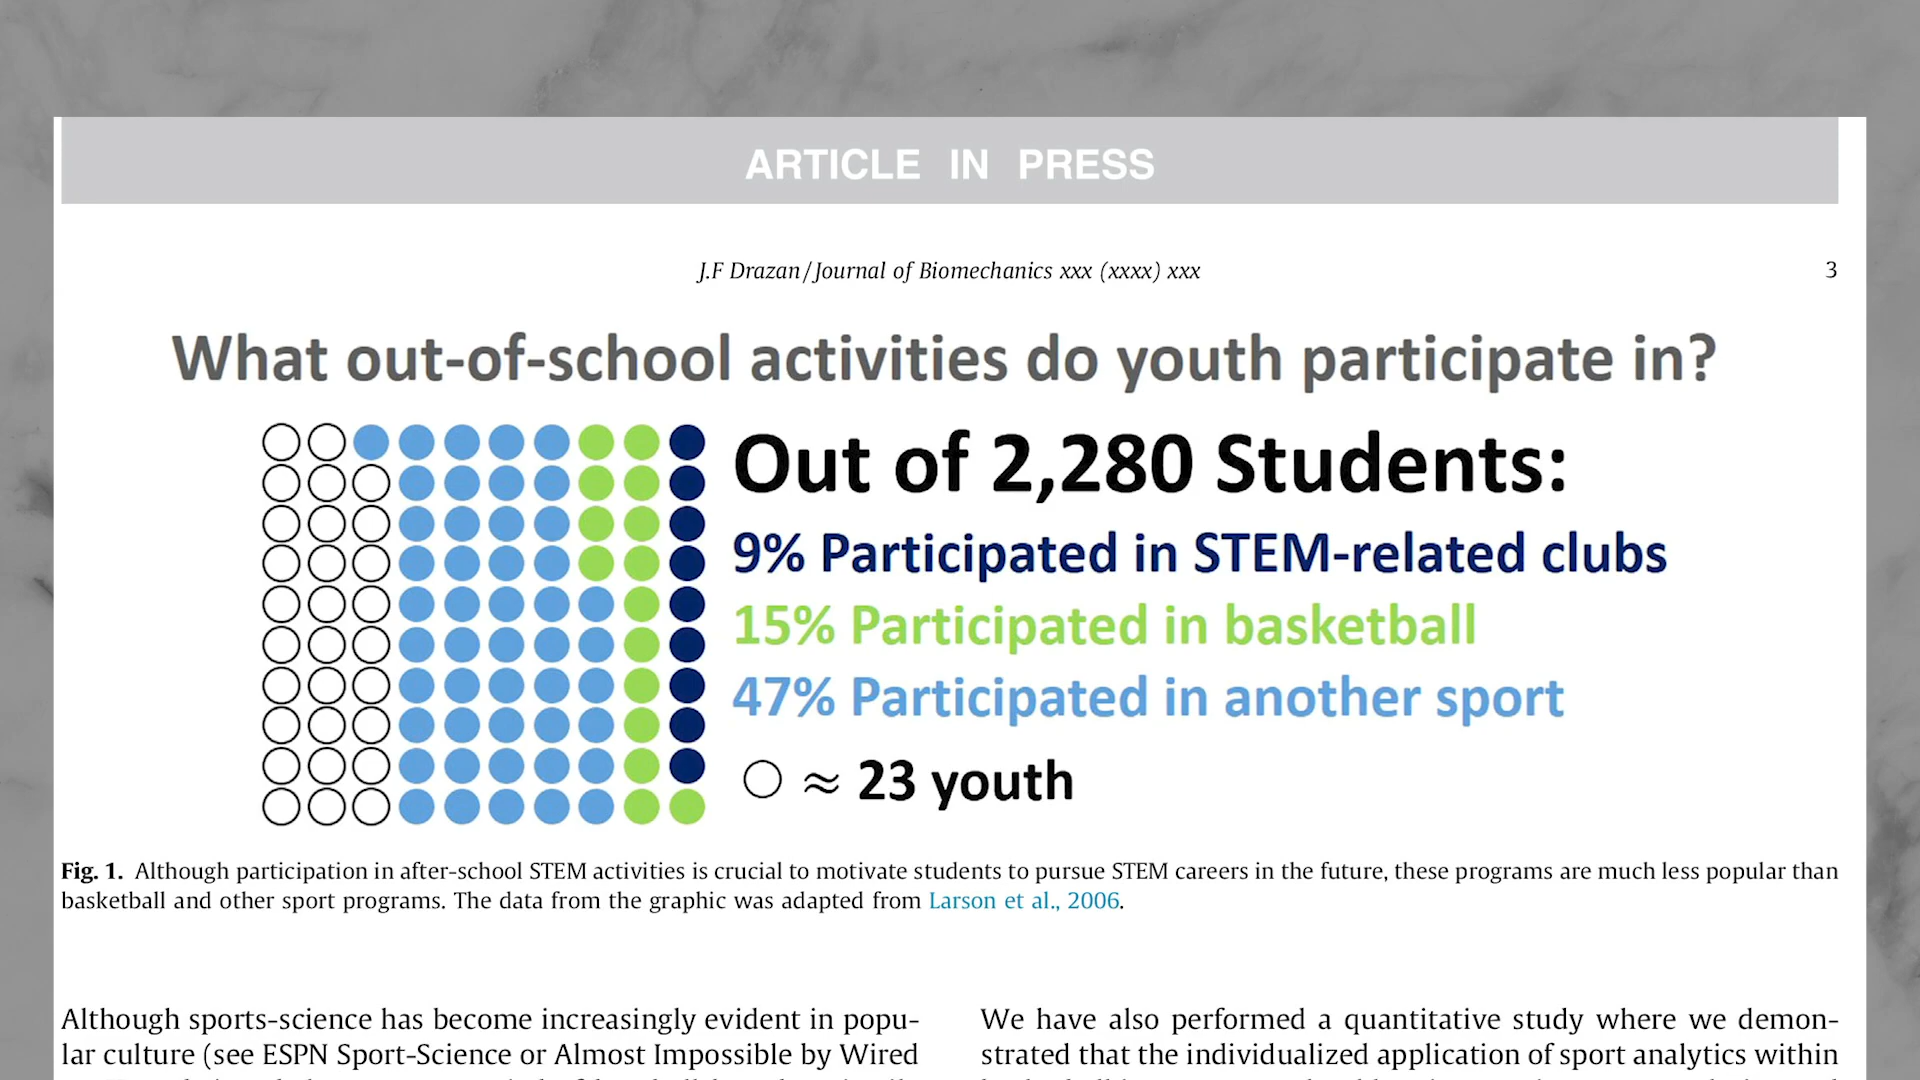 ARTICLE IN PRESS
J.F Drazan / Journal of Biomechanics xxx (xxxx) xxx
3
What out-of-school activities do youth participate in?
Out of 2,280 Students:
9% Participated in STEM-related clubs
15% Participated in basketball
47% Participated in another sport
≈ 23 youth
Fig. 1. Although participation in after-school STEM activities is crucial to motivate students to pursue STEM careers in the future, these programs are much less popular than
basketball and other sport programs. The data from the graphic was adapted from Larson et al., 2006.
Although sports-science has become increasingly evident in popu-
lar culture (see ESPN Sport-Science or Almost Impossible by Wired
We have also performed a quantitative study where we demon-
strated that the individualized application of sport analytics within